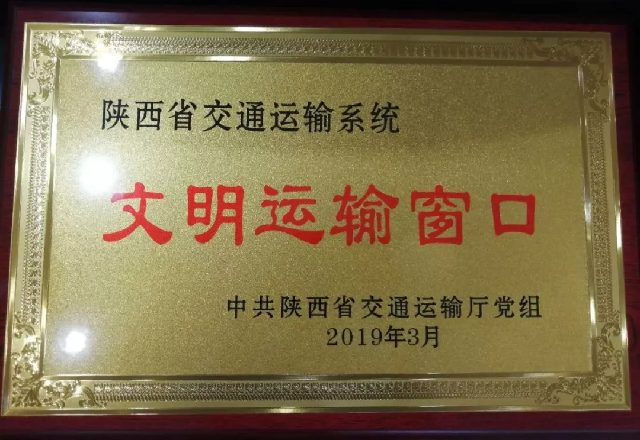 陕西省交通运输系统
文明运输窗口
中共陕西省交通运输厅党组
2019年3月